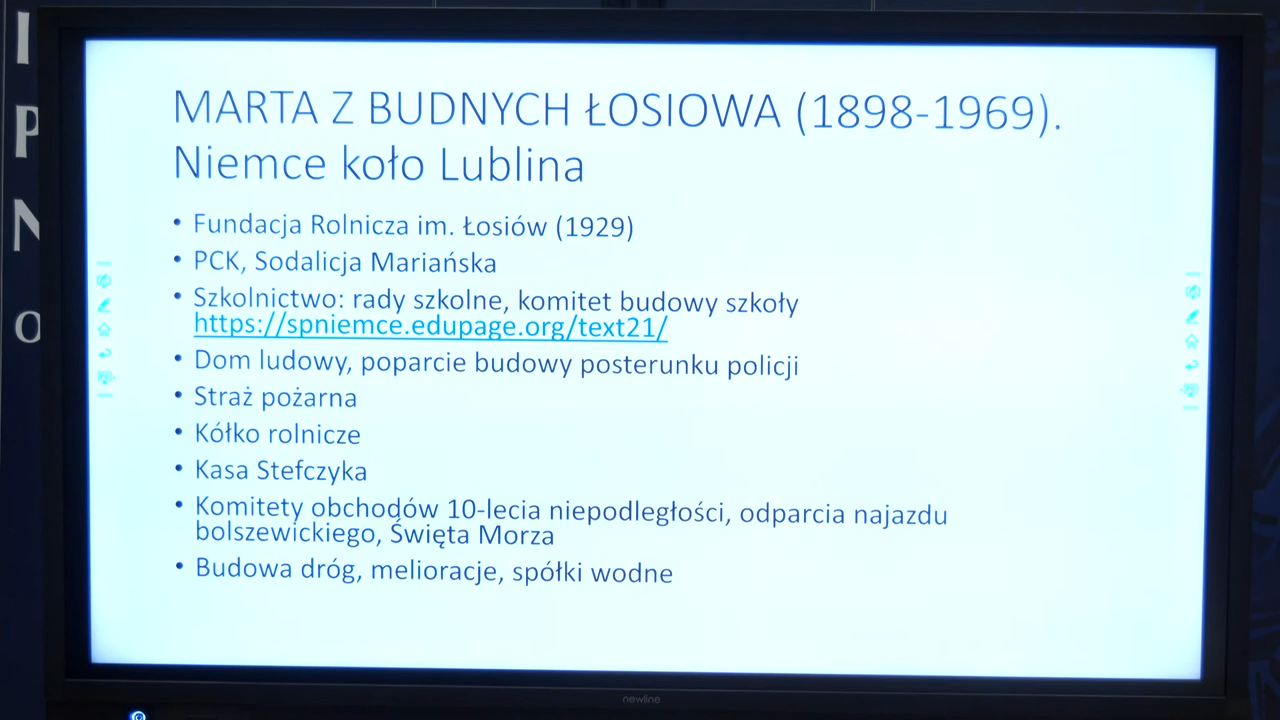 I
P
N
O
MARTA Z BUDNYCH ŁOSIOWA (1898-1969).
Niemce koło Lublina
• Fundacja Rolnicza im. Łosiów (1929)
• PCK, Sodalicja Mariańska
• Szkolnictwo: rady szkolne, komitet budowy szkoły
https://spniemce.edupage.org/text21/
• Dom ludowy, poparcie budowy posterunku policji
• Straż pożarna
• Kółko rolnicze
• Kasa Stefczyka
• Komitety obchodów 10-lecia niepodległości, odparcia najazdu
bolszewickiego, Święta Morza
• Budowa dróg, melioracje, spółki wodne
newline